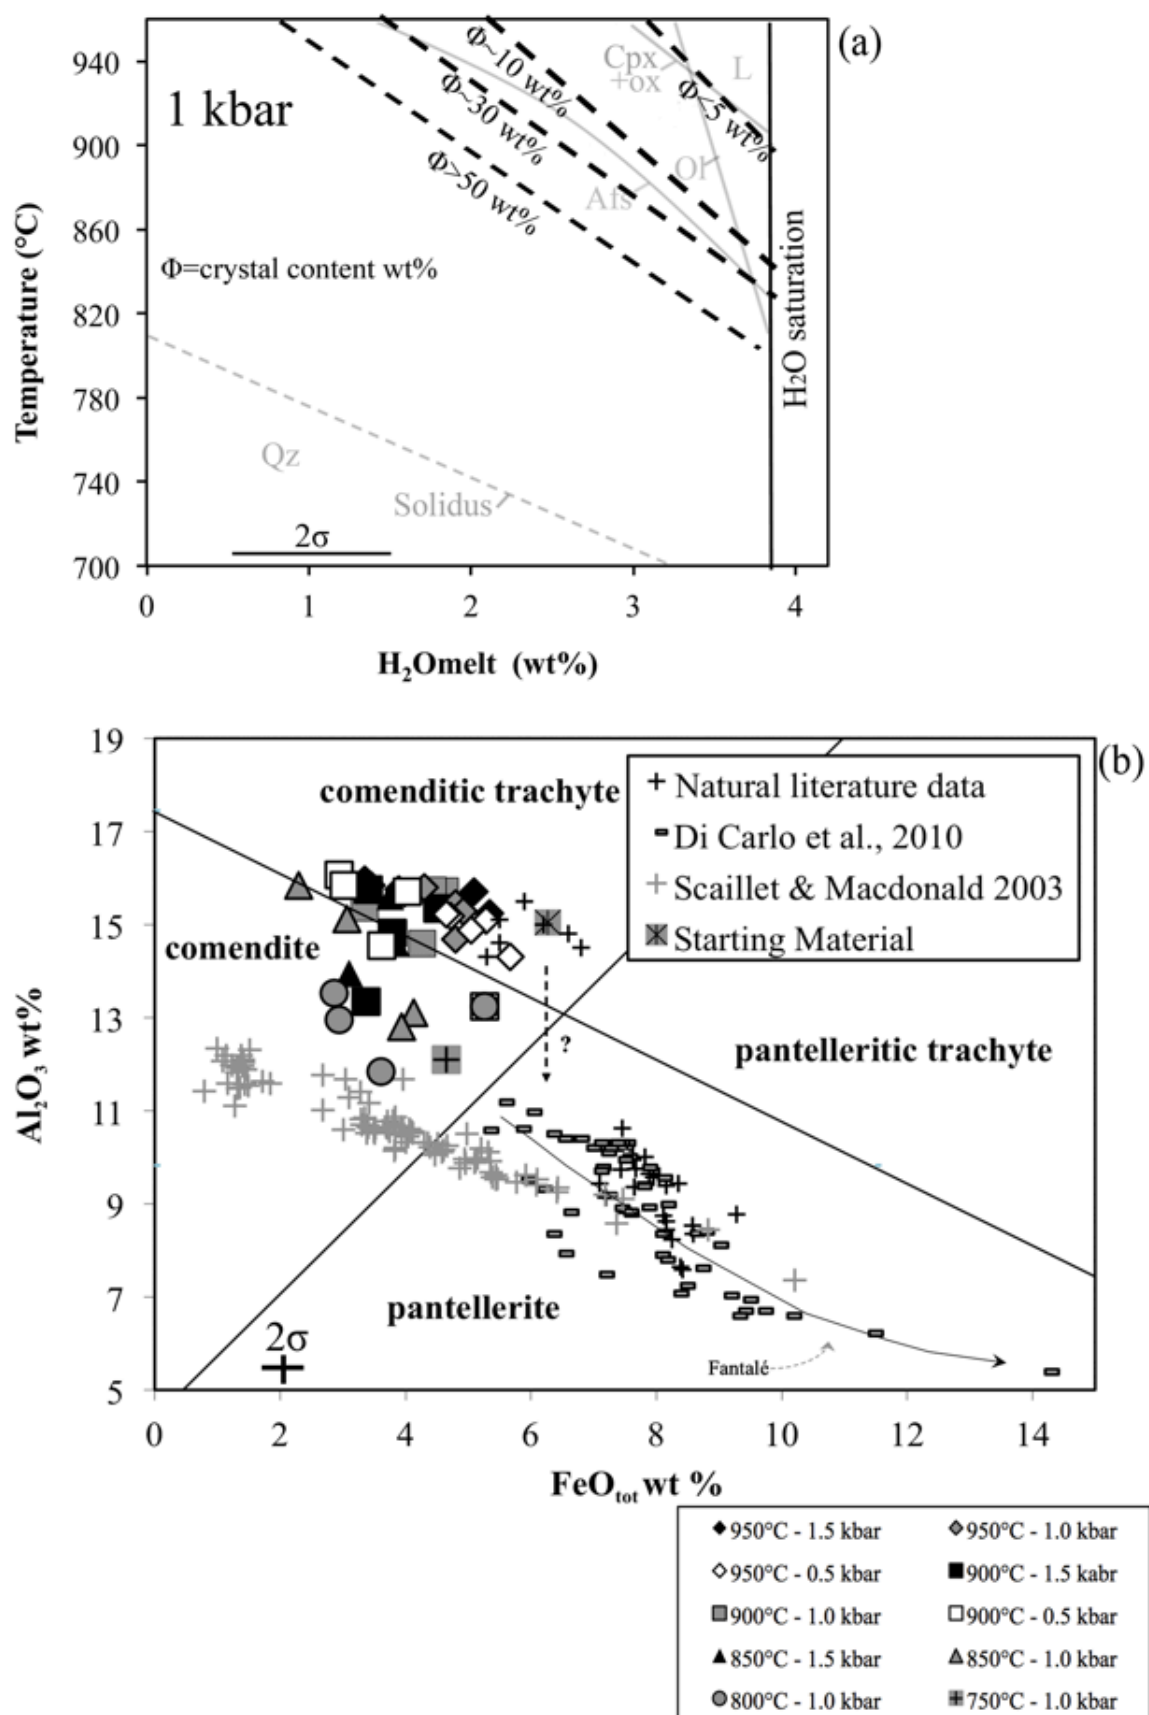 (a)
940
900
860
820
780
740
700
Temperature (°C)
1 kbar
Φ~10 wt%
Φ~30 wt%
Φ>50 wt%
Φ<5 wt%
Cpx
+ox
L
Ol
Afs
Φ=crystal content wt%
H2O saturation
Qz
Solidus
2σ
0 1 2 3 4
H₂Omelt (wt%)
(b)
19
17
15
13
11
9
7
5
Al₂O₃ wt%
comenditic trachyte
Natural literature data
Di Carlo et al., 2010
Scaillet & Macdonald 2003
Starting Material
comendite
?
pantelleritic trachyte
pantellerite
2σ
Fantalé
0 2 4 6 8 10 12 14
FeOtot wt %
950°C - 1.5 kbar 950°C - 1.0 kbar
950°C - 0.5 kbar 900°C - 1.5 kabr
900°C - 1.0 kbar 900°C - 0.5 kbar
850°C - 1.5 kbar 850°C - 1.0 kbar
800°C - 1.0 kbar 750°C - 1.0 kbar